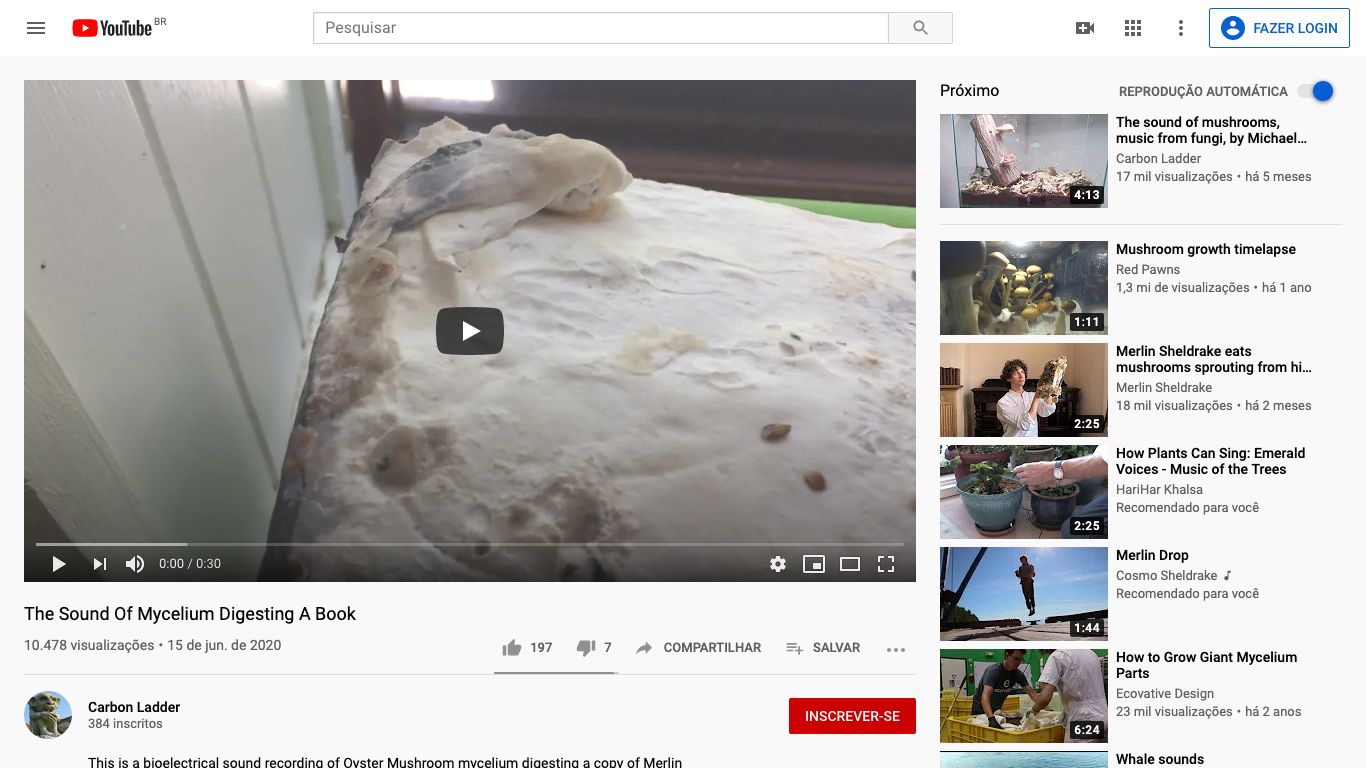 YouTube BR
Pesquisar
FAZER LOGIN
0:00 / 0:30
The Sound Of Mycelium Digesting A Book
10.478 visualizações • 15 de jun. de 2020
197
7
COMPARTILHAR
SALVAR
Carbon Ladder
384 inscritos
INSCREVER-SE
This is a bioelectrical sound recording of Oyster Mushroom mycelium digesting a copy of Merlin
Próximo
REPRODUÇÃO AUTOMÁTICA
4:13
The sound of mushrooms,
music from fungi, by Michael…
Carbon Ladder
17 mil visualizações • há 5 meses
1:11
Mushroom growth timelapse
Red Pawns
1,3 mi de visualizações • há 1 ano
2:25
Merlin Sheldrake eats
mushrooms sprouting from hi…
Merlin Sheldrake
18 mil visualizações • há 2 meses
2:25
How Plants Can Sing: Emerald
Voices - Music of the Trees
HariHar Khalsa
Recomendado para você
1:44
Merlin Drop
Cosmo Sheldrake
Recomendado para você
6:24
How to Grow Giant Mycelium
Parts
Ecovative Design
23 mil visualizações • há 2 anos
Whale sounds